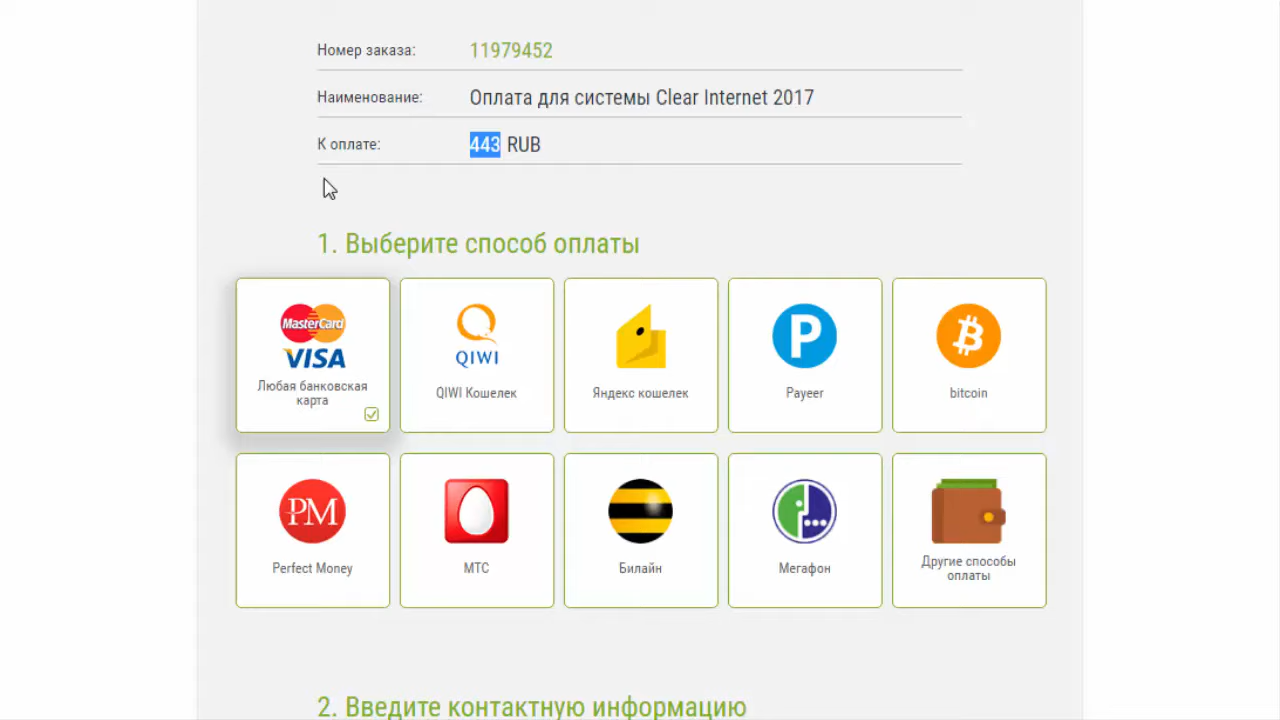 Номер заказа: 11979452
Наименование: Оплата для системы Clear Internet 2017
К оплате: 443 RUB
1. Выберите способ оплаты
MasterCard
VISA
Любая банковская
карта
QIWI
QIWI Кошелек
Яндекс кошелек
P
Payeer
bitcoin
PM
Perfect Money
МТС
Билайн
Мегафон
Другие способы
оплаты
2. Введите контактную информацию